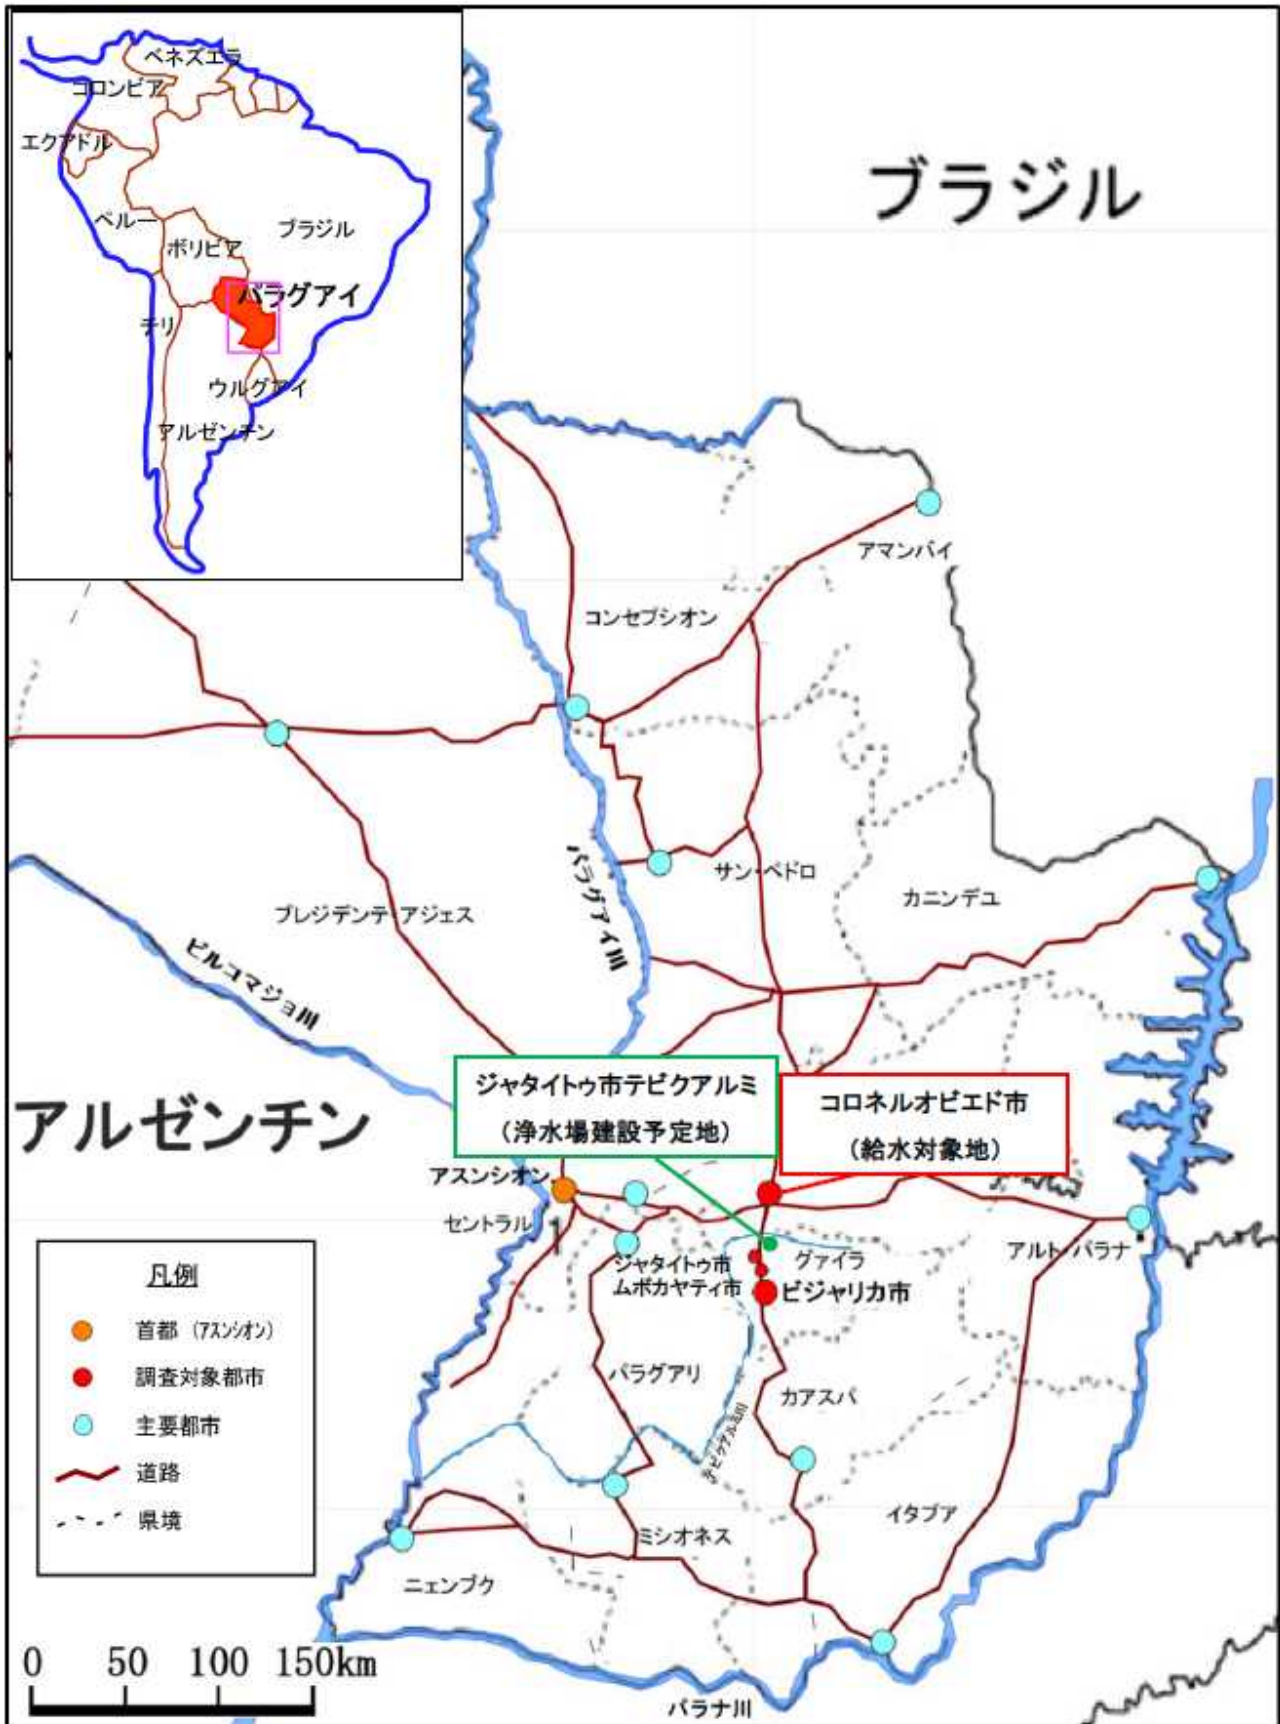 ベネズエラ
コロンビア
エクアドル
ペルー
ブラジル
ボリビア
パラグアイ
チリ
ウルグアイ
アルゼンチン
ブラジル
アマンバイ
コンセプシオン
サン・ペドロ
カニンデユ
パラグアイ川
プレジデンテ・アジェス
ピルコマジョ川
アルゼンチン
ジャタイトゥ市テビクアルミ
(浄水場建設予定地)
コロネルオビエド市
(給水対象地)
アスンシオン
セントラル
ジャタイトゥ市
ムボカヤティ市
グァイラ
アルト・パラナ
ビジャリカ市
パラグアリ
カアスパ
テビクアルミ川
イタプア
ミシオネス
ニェンブク
パラナ川
凡例
首都 (アスンシオン)
調査対象都市
主要都市
道路
県境
0 50 100 150km